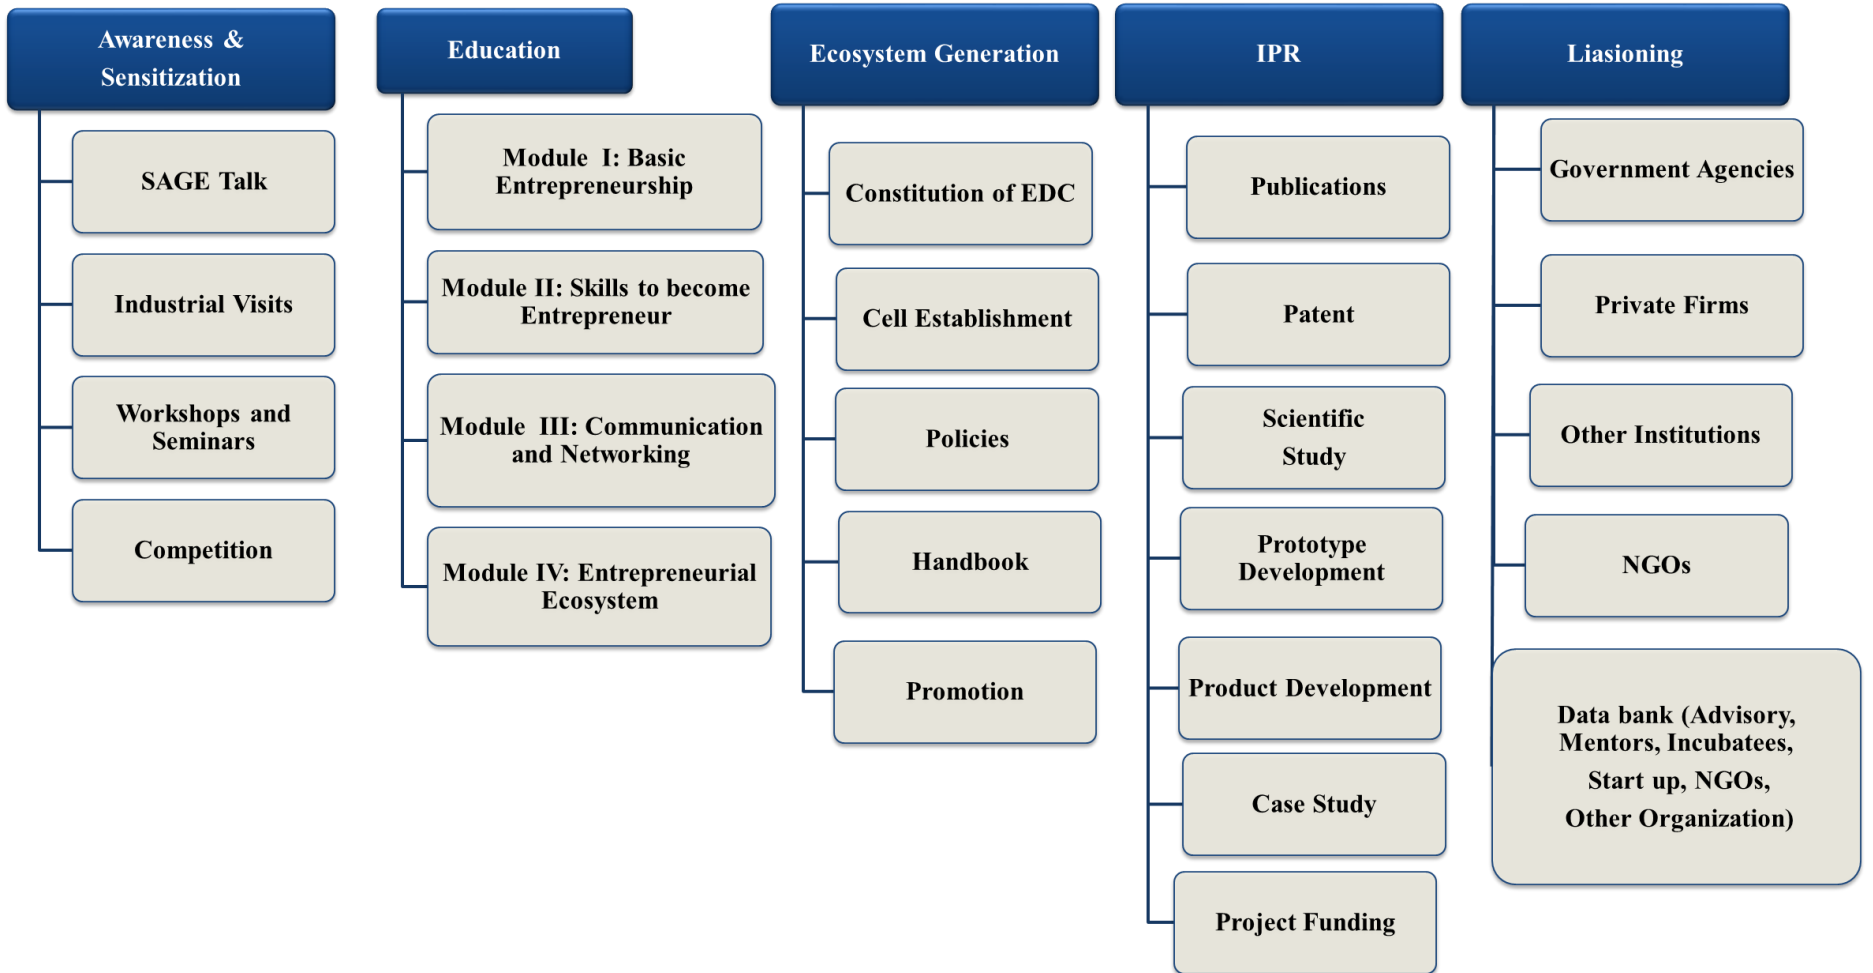 Awareness &
Sensitization
SAGE Talk
Industrial Visits
Workshops and
Seminars
Competition
Education
Module I: Basic
Entrepreneurship
Module II: Skills to become
Entrepreneur
Module III: Communication
and Networking
Module IV: Entrepreneurial
Ecosystem
Ecosystem Generation
Constitution of EDC
Cell Establishment
Policies
Handbook
Promotion
IPR
Publications
Patent
Scientific
Study
Prototype
Development
Product Development
Case Study
Project Funding
Liasioning
Government Agencies
Private Firms
Other Institutions
NGOs
Data bank (Advisory,
Mentors, Incubatees,
Start up, NGOs,
Other Organization)